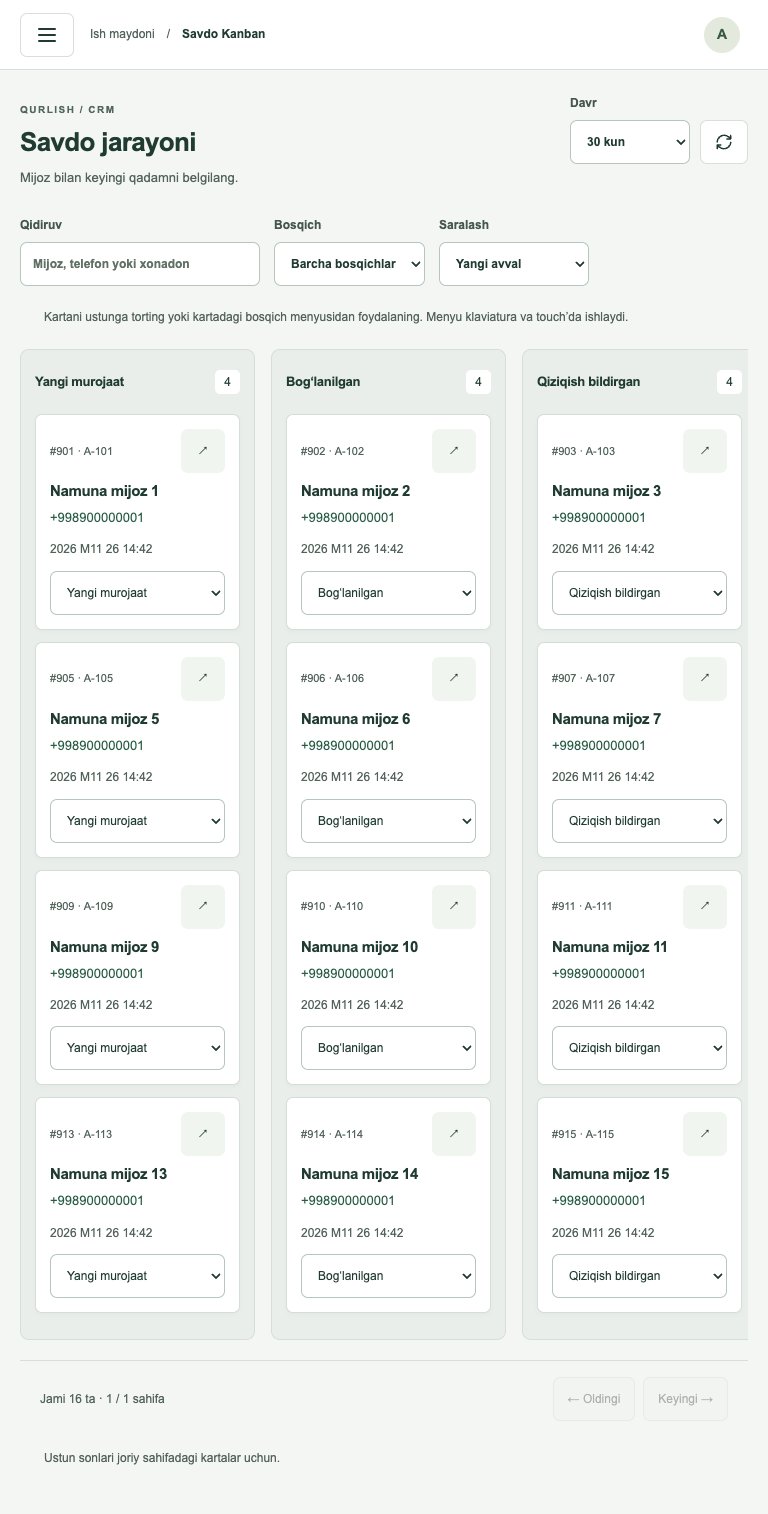 Ish maydoni / Savdo Kanban
A
QURLISH / CRM
Savdo jarayoni
Mijoz bilan keyingi qadamni belgilang.
Davr
30 kun
Qidiruv
Mijoz, telefon yoki xonadon
Bosqich
Barcha bosqichlar
Saralash
Yangi avval
Kartani ustunga torting yoki kartadagi bosqich menyusidan foydalaning. Menyu klaviatura va touch’da ishlaydi.
Yangi murojaat 4
#901 · A-101 ↗
Namuna mijoz 1
+998900000001
2026 M11 26 14:42
Yangi murojaat
#905 · A-105 ↗
Namuna mijoz 5
+998900000001
2026 M11 26 14:42
Yangi murojaat
#909 · A-109 ↗
Namuna mijoz 9
+998900000001
2026 M11 26 14:42
Yangi murojaat
#913 · A-113 ↗
Namuna mijoz 13
+998900000001
2026 M11 26 14:42
Yangi murojaat
Bog‘lanilgan 4
#902 · A-102 ↗
Namuna mijoz 2
+998900000001
2026 M11 26 14:42
Bog‘lanilgan
#906 · A-106 ↗
Namuna mijoz 6
+998900000001
2026 M11 26 14:42
Bog‘lanilgan
#910 · A-110 ↗
Namuna mijoz 10
+998900000001
2026 M11 26 14:42
Bog‘lanilgan
#914 · A-114 ↗
Namuna mijoz 14
+998900000001
2026 M11 26 14:42
Bog‘lanilgan
Qiziqish bildirgan 4
#903 · A-103 ↗
Namuna mijoz 3
+998900000001
2026 M11 26 14:42
Qiziqish bildirgan
#907 · A-107 ↗
Namuna mijoz 7
+998900000001
2026 M11 26 14:42
Qiziqish bildirgan
#911 · A-111 ↗
Namuna mijoz 11
+998900000001
2026 M11 26 14:42
Qiziqish bildirgan
#915 · A-115 ↗
Namuna mijoz 15
+998900000001
2026 M11 26 14:42
Qiziqish bildirgan
Jami 16 ta · 1 / 1 sahifa
← Oldingi
Keyingi →
Ustun sonlari joriy sahifadagi kartalar uchun.